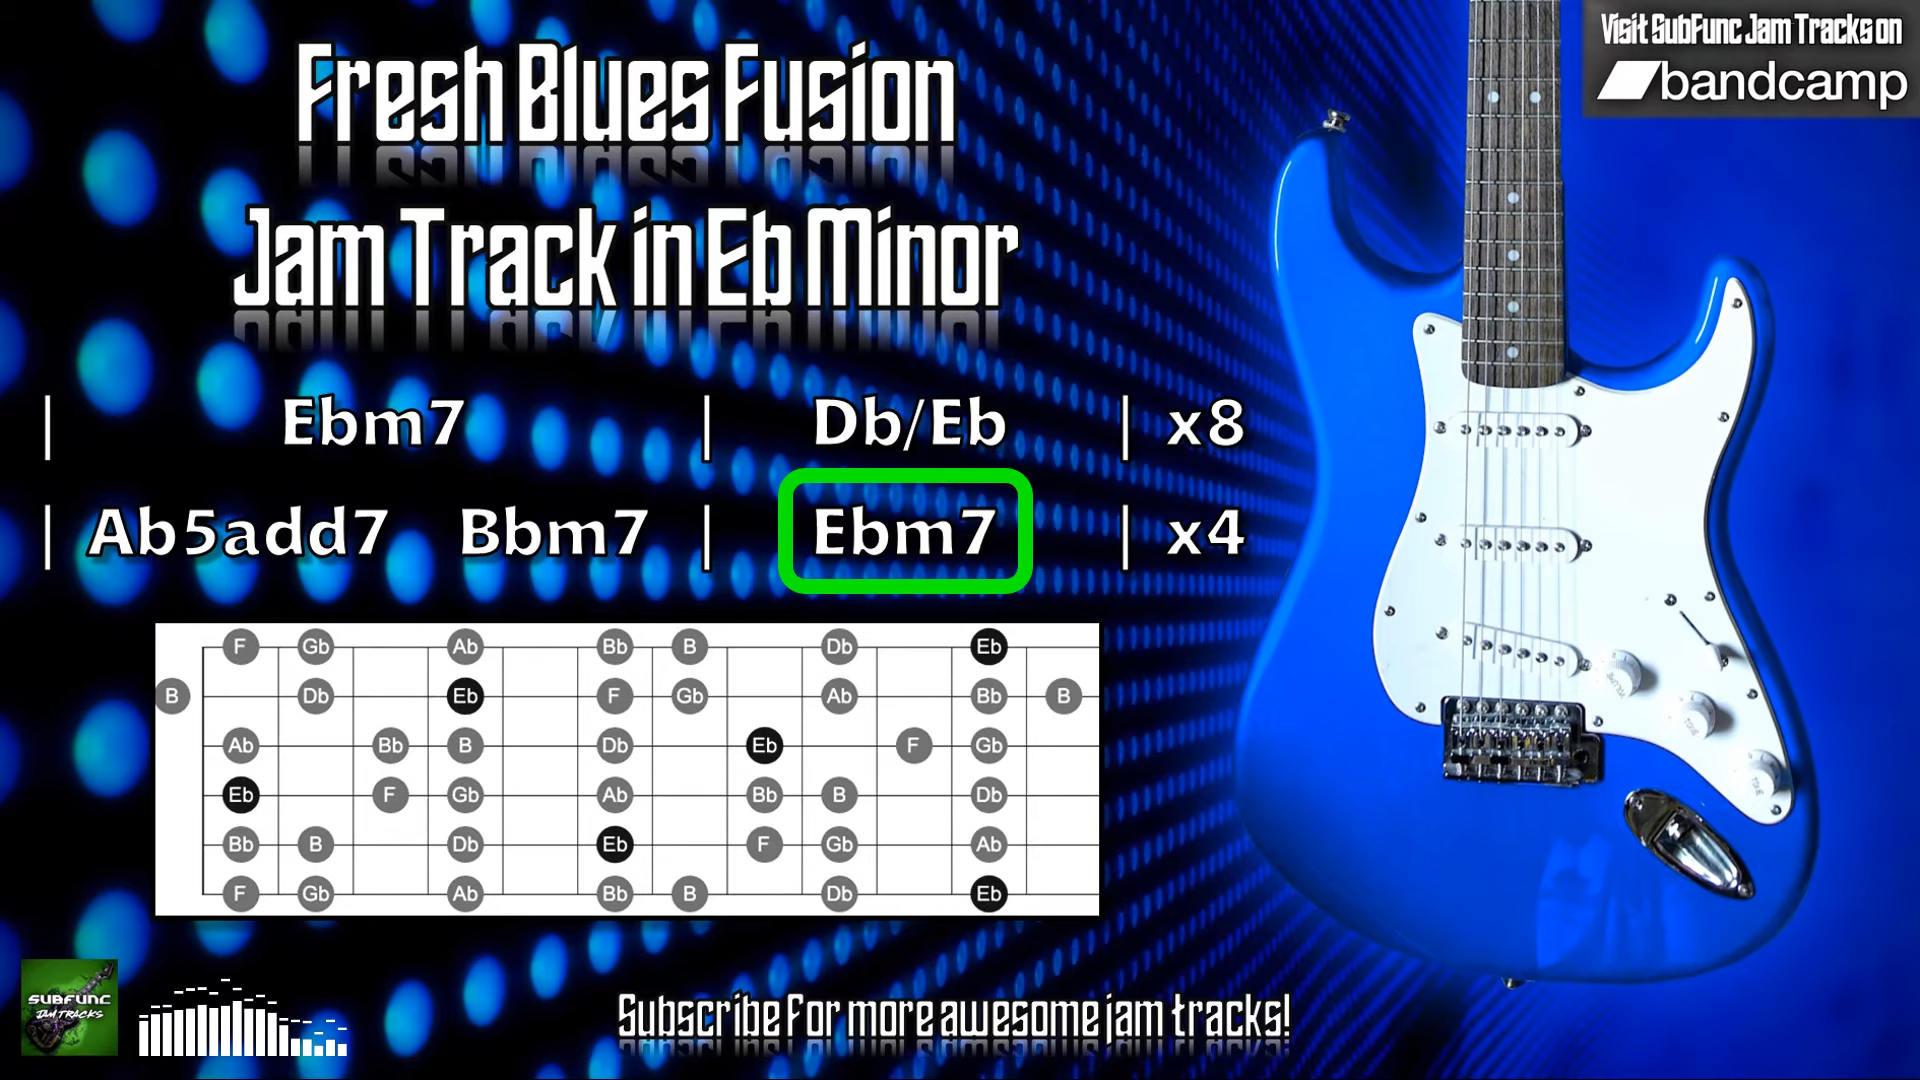 Visit SubFunc Jam Tracks on
bandcamp
Fresh Blues Fusion
Jam Track in Eb Minor
| Ebm7 | Db/Eb | x8
| Ab5add7 Bbm7 | Ebm7 | x4
F Gb Ab Bb B Db Eb
B Db Eb F Gb Ab Bb B
Ab Bb B Db Eb F Gb
Eb F Gb Ab Bb B Db
Bb B Db Eb F Gb Ab
F Gb Ab Bb B Db Eb
SUBFUNC
JAM TRACKS
Subscribe for more awesome jam tracks!
VOLUME
TONE
TONE